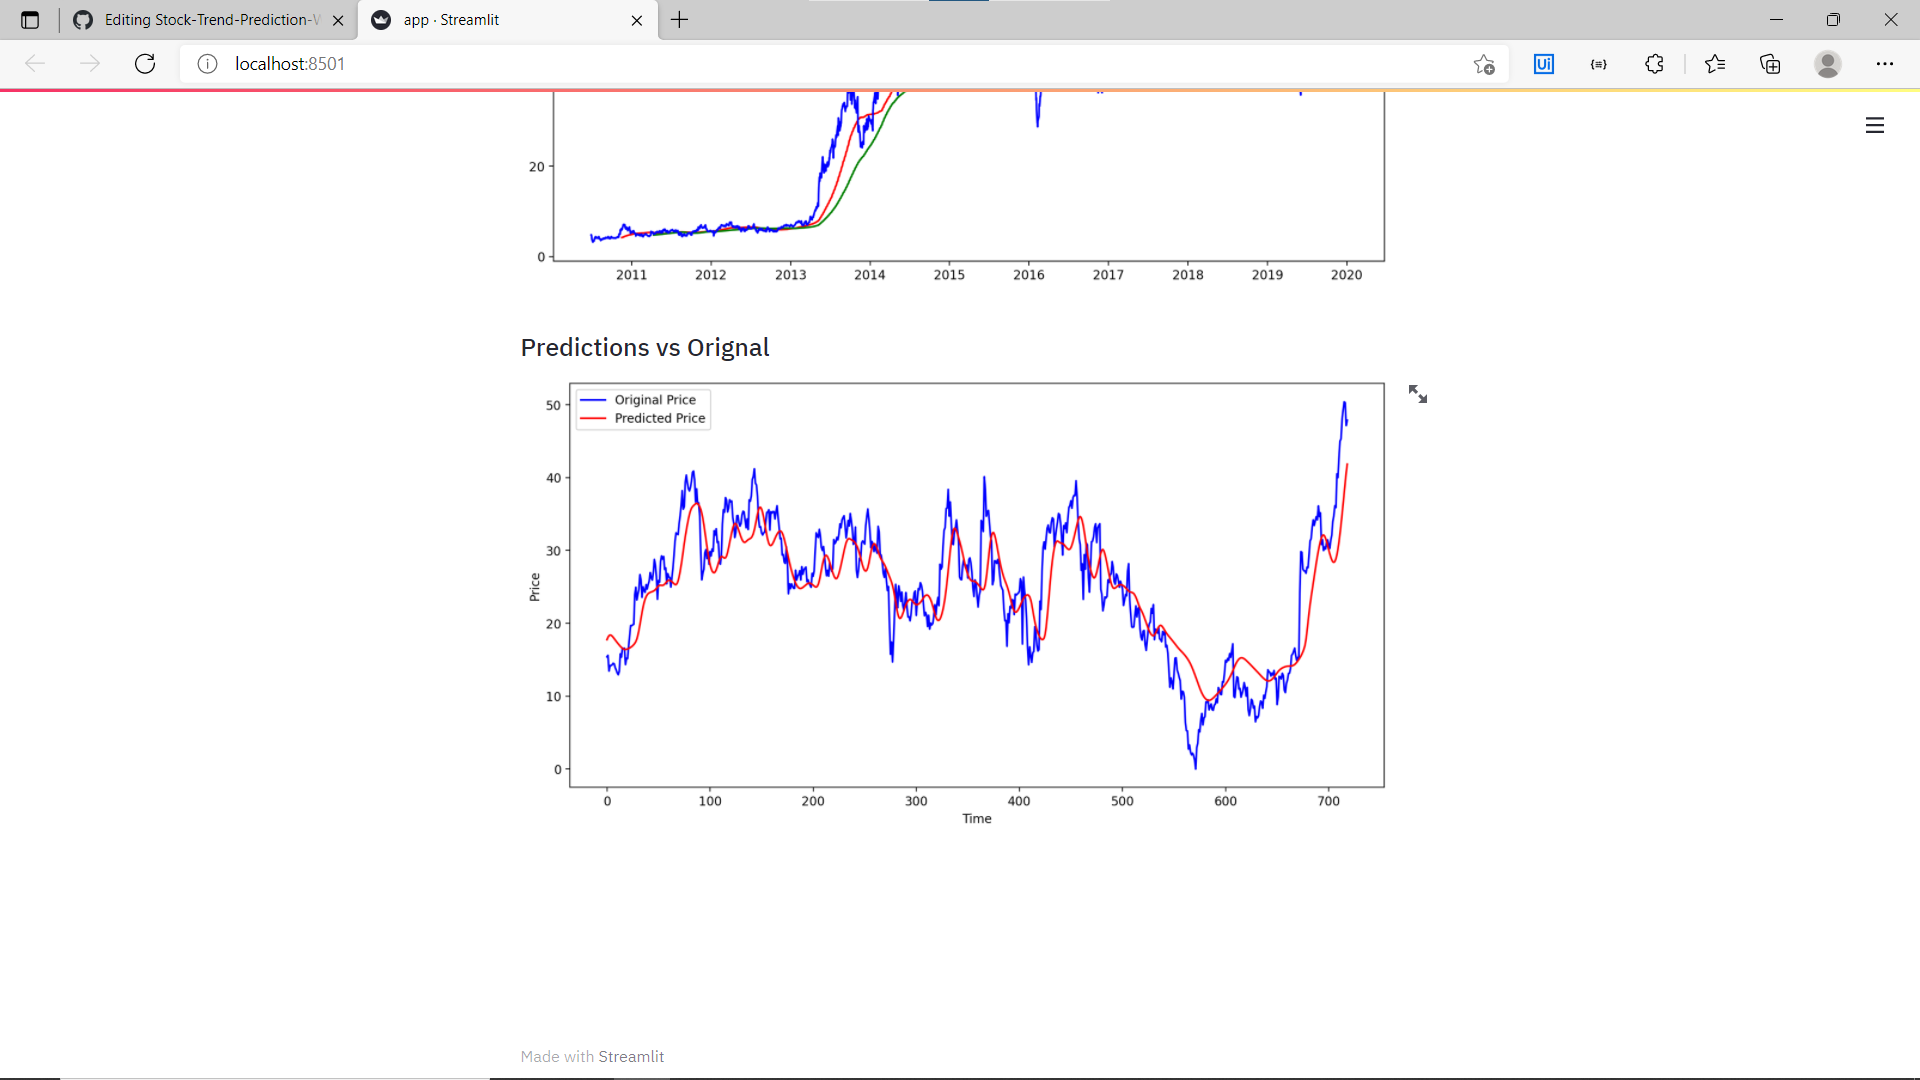 Editing Stock-Trend-Prediction-
app · Streamlit
localhost:8501
Ui
20
0
2011 2012 2013 2014 2015 2016 2017 2018 2019 2020
Predictions vs Orignal
Original Price
Predicted Price
50
40
30
20
10
0
Price
0 100 200 300 400 500 600 700
Time
Made with Streamlit